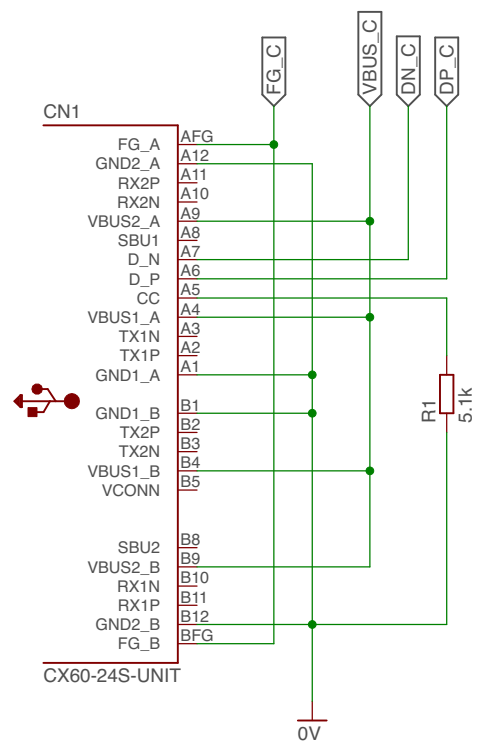 FG_C
VBUS_C
DN_C
DP_C
CN1
FG_A AFG
GND2_A A12
RX2P A11
RX2N A10
VBUS2_A A9
SBU1 A8
D_N A7
D_P A6
CC A5
VBUS1_A A4
TX1N A3
TX1P A2
GND1_A A1
GND1_B B1
TX2P B2
TX2N B3
VBUS1_B B4
VCONN B5
SBU2 B8
VBUS2_B B9
RX1N B10
RX1P B11
GND2_B B12
FG_B BFG
R1
5.1k
CX60-24S-UNIT
0V